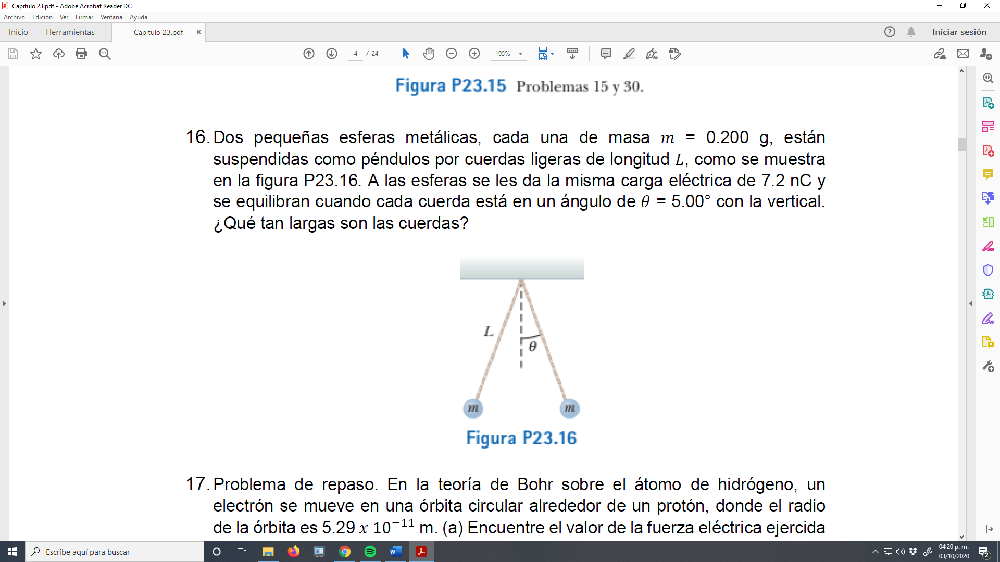 Capitulo 23.pdf - Adobe Acrobat Reader DC
Archivo Edición Ver Firmar Ventana Ayuda
Inicio Herramientas Capitulo 23.pdf × Iniciar sesión
4 / 24 195%
Figura P23.15 Problemas 15 y 30.
16. Dos pequeñas esferas metálicas, cada una de masa m = 0.200 g, están
suspendidas como péndulos por cuerdas ligeras de longitud L, como se muestra
en la figura P23.16. A las esferas se les da la misma carga eléctrica de 7.2 nC y
se equilibran cuando cada cuerda está en un ángulo de θ = 5.00° con la vertical.
¿Qué tan largas son las cuerdas?
L
θ
m m
Figura P23.16
17. Problema de repaso. En la teoría de Bohr sobre el átomo de hidrógeno, un
electrón se mueve en una órbita circular alrededor de un protón, donde el radio
de la órbita es 5.29 x 10⁻¹¹ m. (a) Encuentre el valor de la fuerza eléctrica ejercida
Escribe aquí para buscar
04:20 p. m.
03/10/2020
2